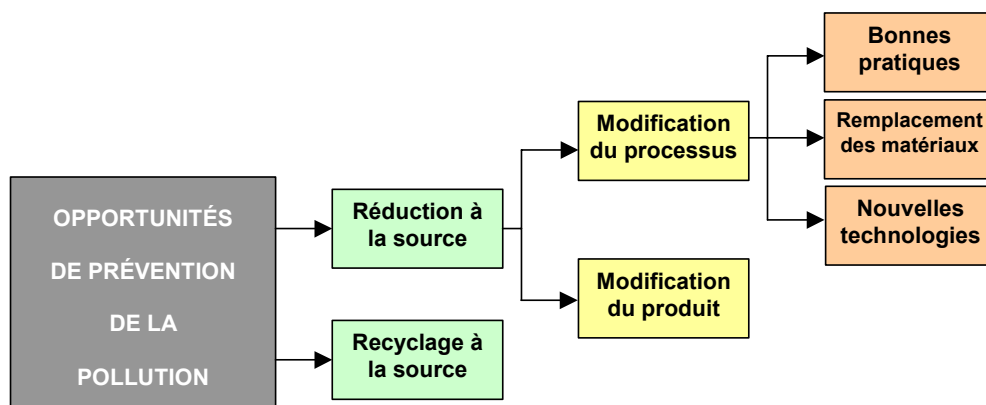 OPPORTUNITÉS
DE PRÉVENTION
DE LA
POLLUTION
Réduction à
la source
Recyclage à
la source
Modification
du processus
Modification
du produit
Bonnes
pratiques
Remplacement
des matériaux
Nouvelles
technologies